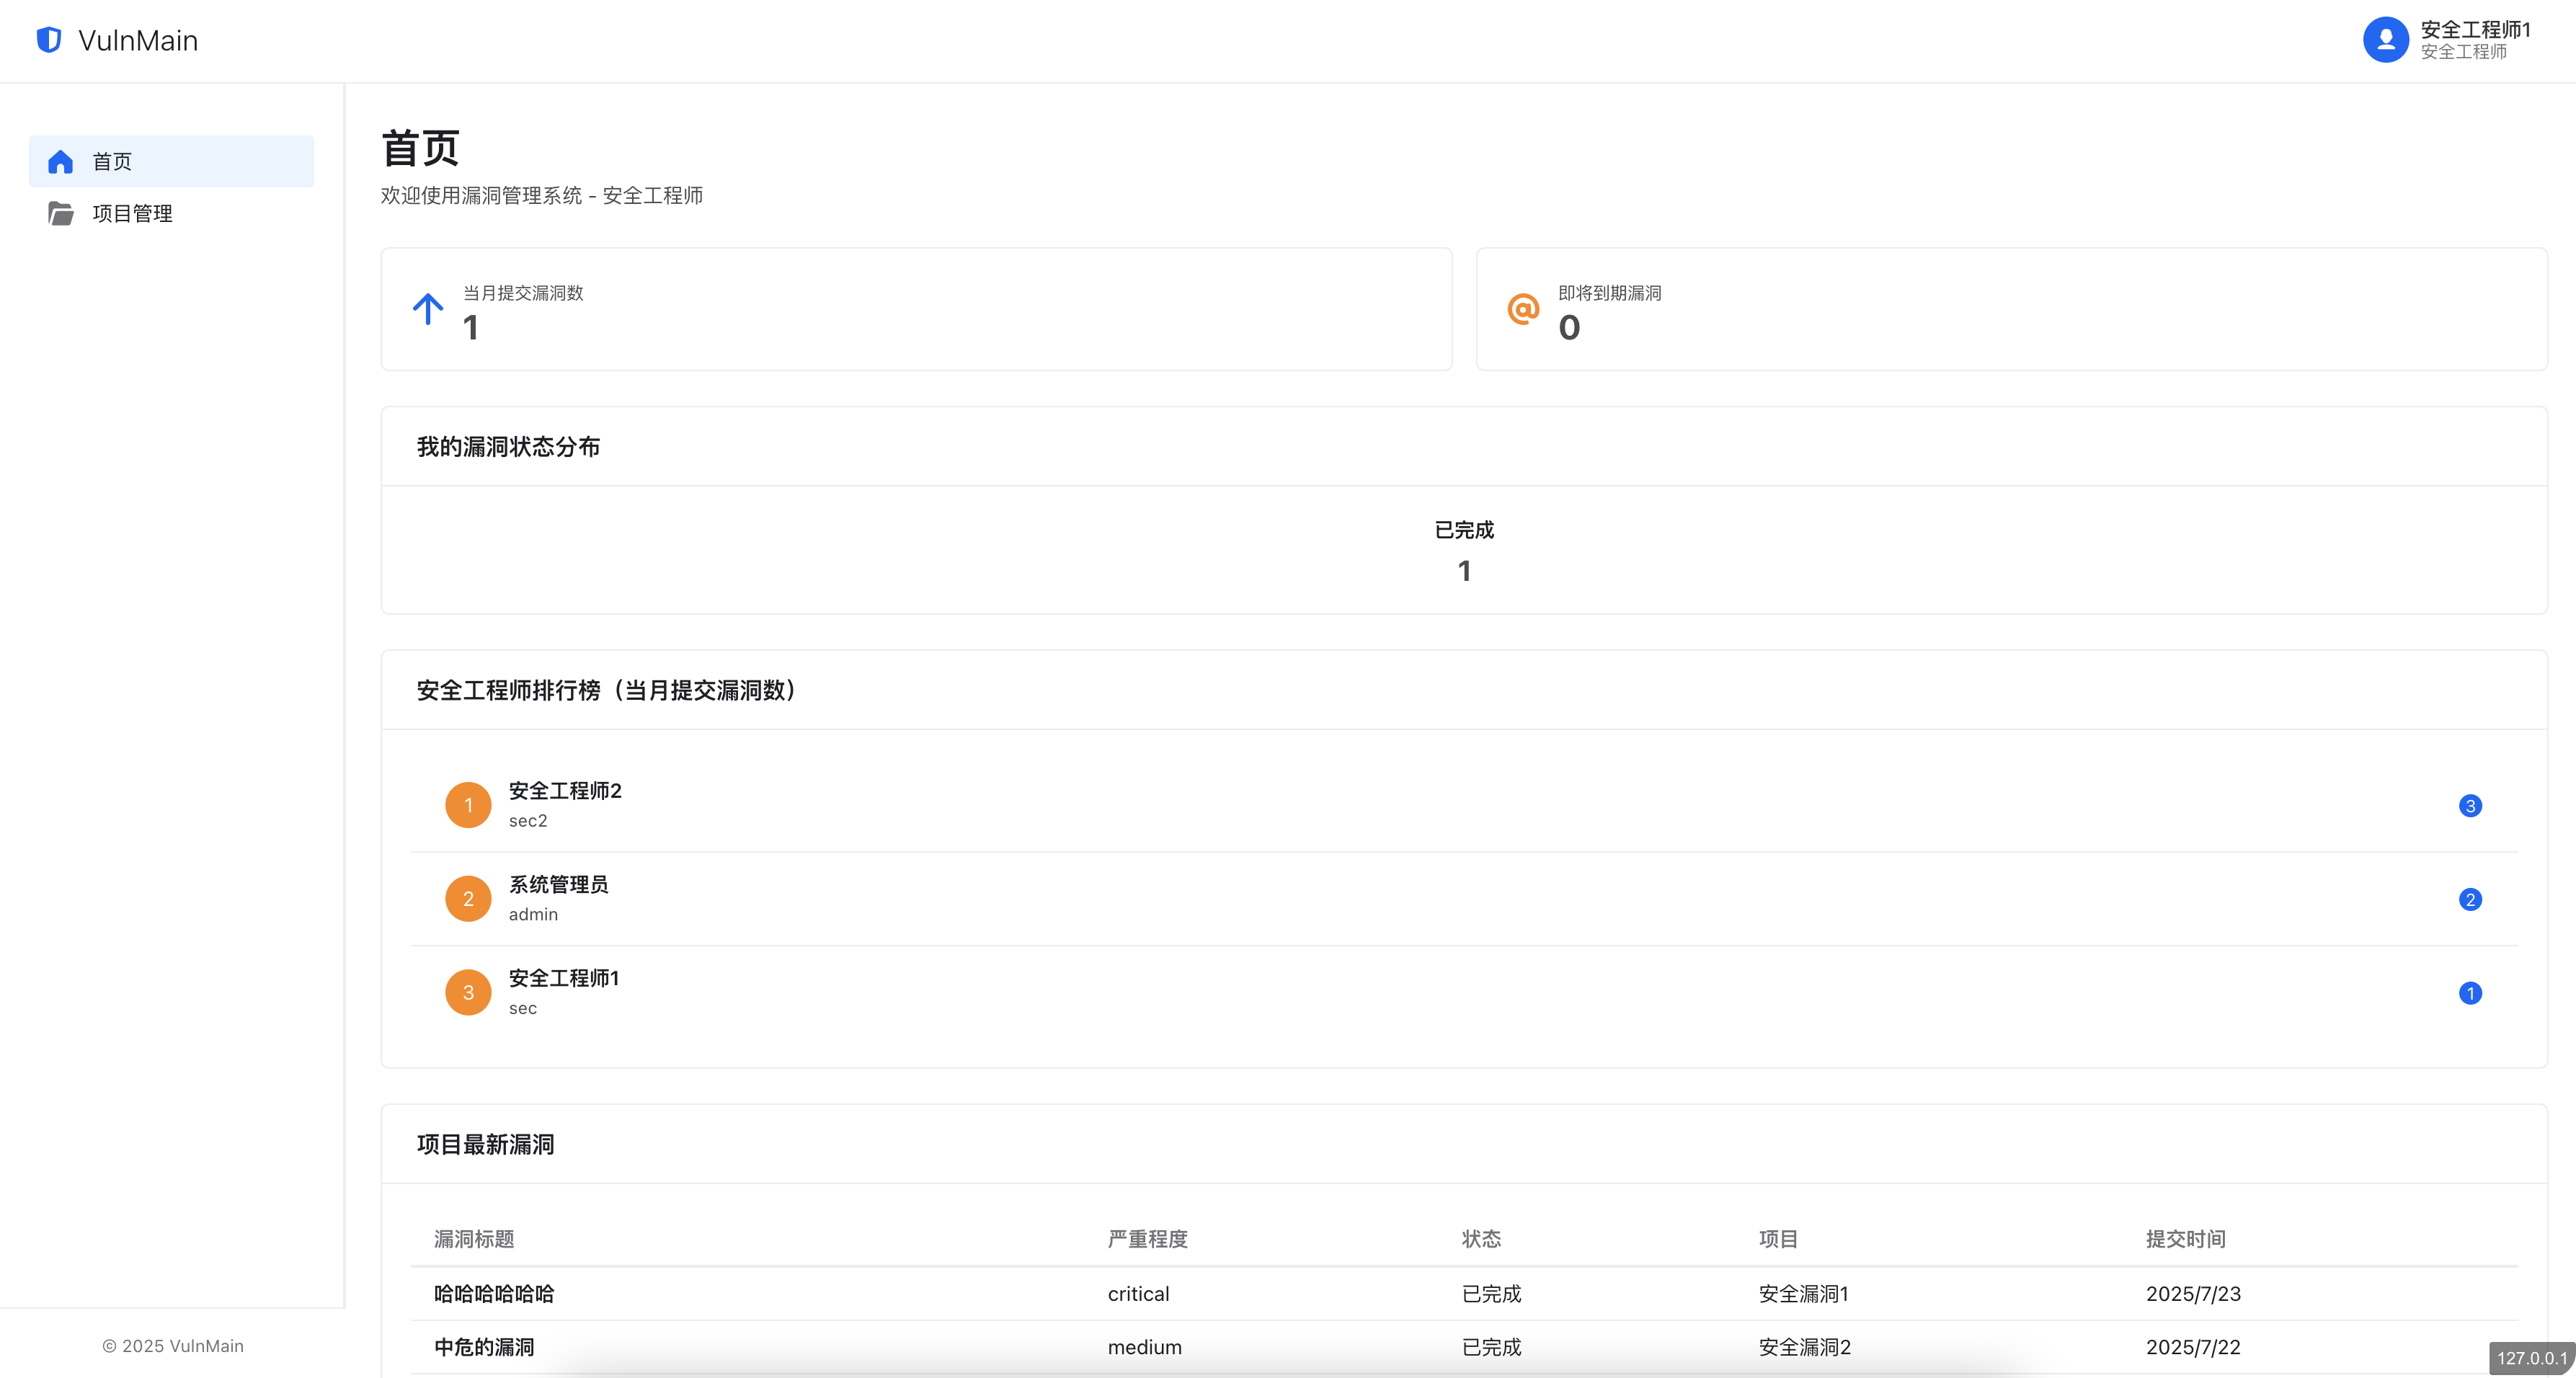 VulnMain
安全工程师1
安全工程师
首页
项目管理
首页
欢迎使用漏洞管理系统 - 安全工程师
当月提交漏洞数
1
即将到期漏洞
0
我的漏洞状态分布
已完成
1
安全工程师排行榜（当月提交漏洞数）
1 安全工程师2 3
sec2
2 系统管理员 2
admin
3 安全工程师1 1
sec
项目最新漏洞
漏洞标题 严重程度 状态 项目 提交时间
哈哈哈哈哈哈 critical 已完成 安全漏洞1 2025/7/23
中危的漏洞 medium 已完成 安全漏洞2 2025/7/22
© 2025 VulnMain
127.0.0.1